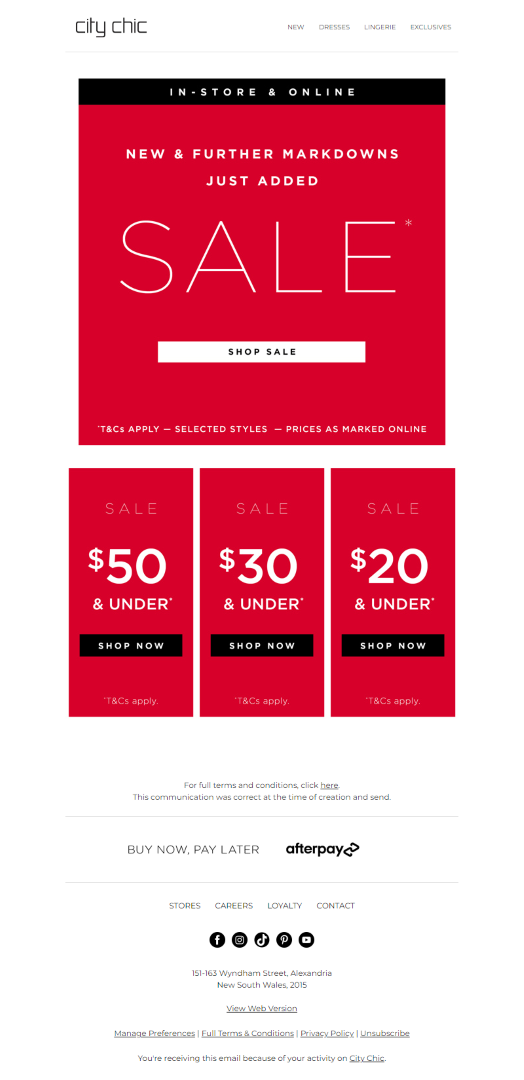 city chic
NEW DRESSES LINGERIE EXCLUSIVES
IN-STORE & ONLINE
NEW & FURTHER MARKDOWNS
JUST ADDED
SALE*
SHOP SALE
*T&Cs APPLY — SELECTED STYLES — PRICES AS MARKED ONLINE
SALE
$50
& UNDER*
SHOP NOW
*T&Cs apply.
SALE
$30
& UNDER*
SHOP NOW
*T&Cs apply.
SALE
$20
& UNDER*
SHOP NOW
*T&Cs apply.
For full terms and conditions, click here.
This communication was correct at the time of creation and send.
BUY NOW, PAY LATER afterpay
STORES CAREERS LOYALTY CONTACT
151-163 Wyndham Street, Alexandria
New South Wales, 2015
View Web Version
Manage Preferences | Full Terms & Conditions | Privacy Policy | Unsubscribe
You're receiving this email because of your activity on City Chic.